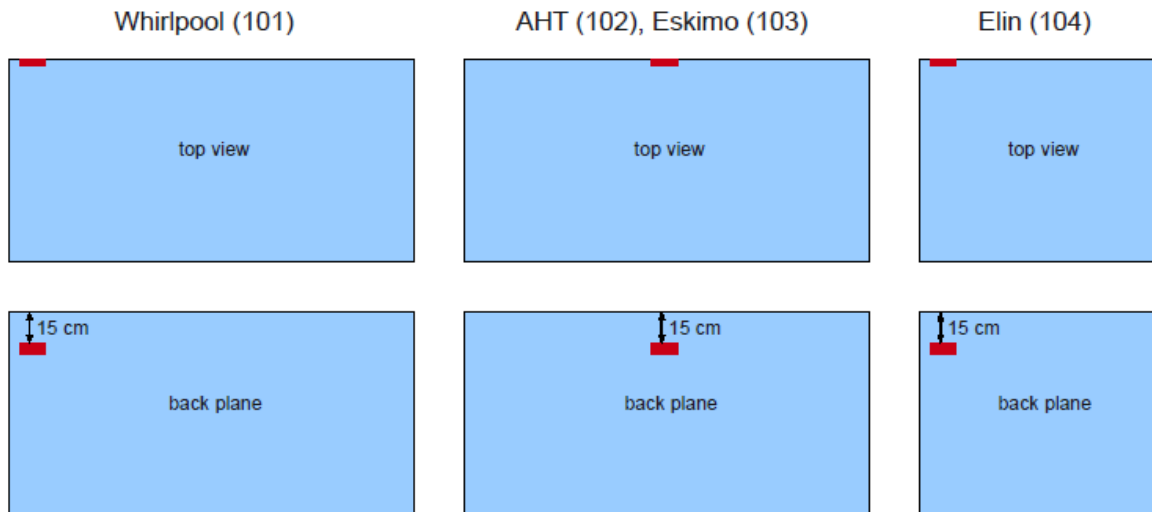 Whirlpool (101)
AHT (102), Eskimo (103)
Elin (104)
top view
top view
top view
15 cm
15 cm
15 cm
back plane
back plane
back plane